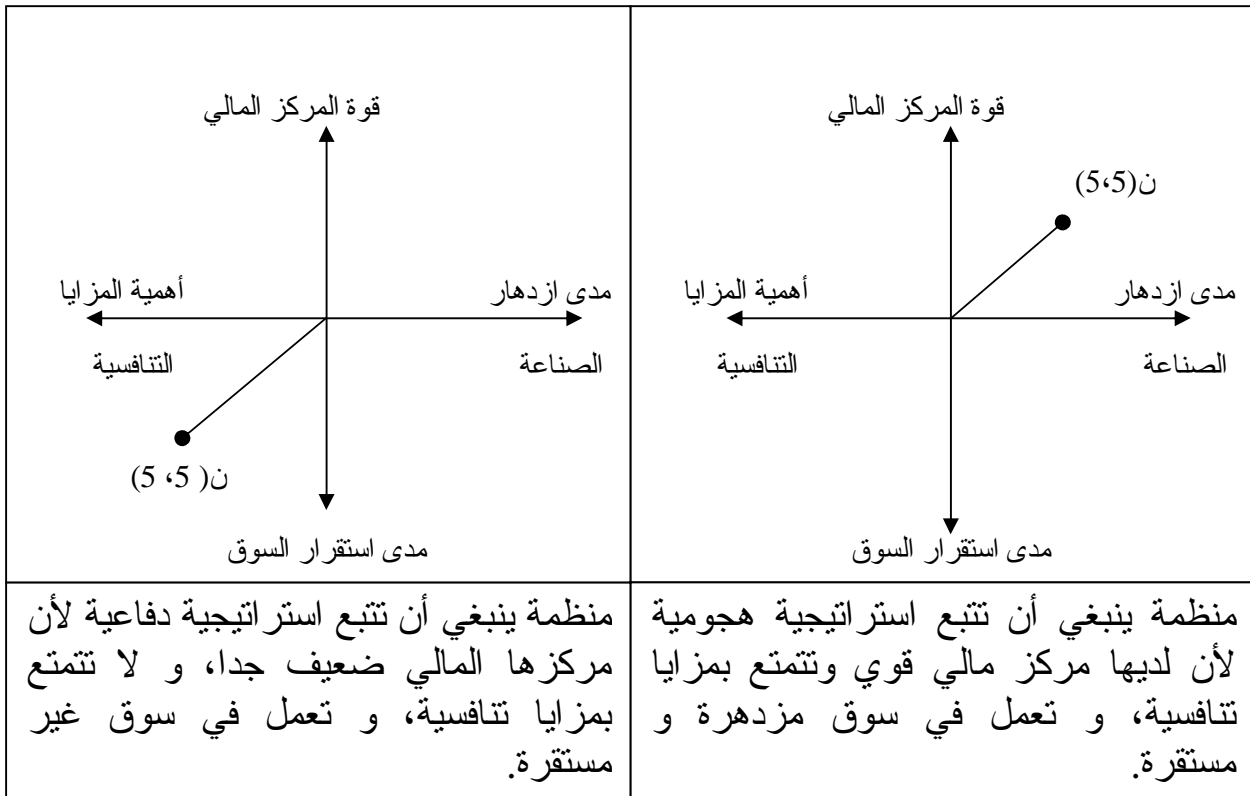 قوة المركز المالي
ن(5،5)
مدى ازدهار
أهمية المزايا
الصناعة
التنافسية
مدى استقرار السوق
منظمة ينبغي أن تتبع استراتيجية هجومية
لأن لديها مركز مالي قوي وتتمتع بمزايا
تنافسية، و تعمل في سوق مزدهرة و
مستقرة.
قوة المركز المالي
مدى ازدهار
أهمية المزايا
الصناعة
التنافسية
ن( 5، 5)
مدى استقرار السوق
منظمة ينبغي أن تتبع استراتيجية دفاعية لأن
مركزها المالي ضعيف جدا، و لا تتمتع
بمزايا تنافسية، و تعمل في سوق غير
مستقرة.